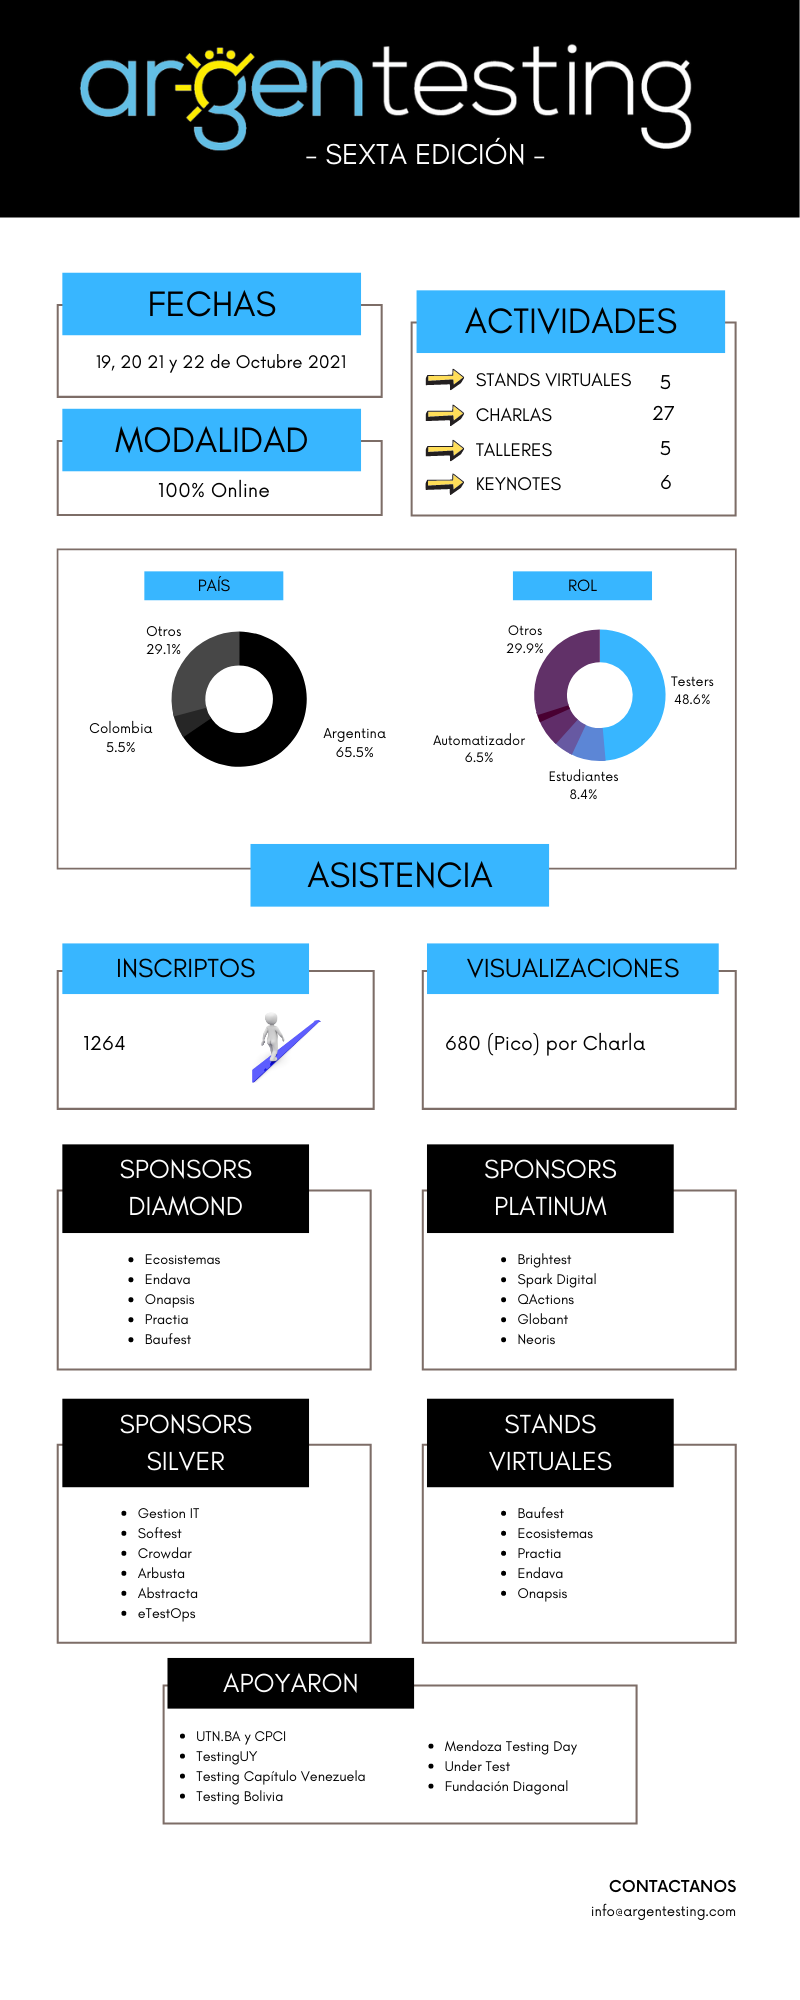 argentesting
- SEXTA EDICIÓN -
FECHAS
19, 20 21 y 22 de Octubre 2021
MODALIDAD
100% Online
ACTIVIDADES
STANDS VIRTUALES 5
CHARLAS 27
TALLERES 5
KEYNOTES 6
PAÍS
Otros
29.1%
Colombia
5.5%
Argentina
65.5%
ROL
Otros
29.9%
Testers
48.6%
Automatizador
6.5%
Estudiantes
8.4%
ASISTENCIA
INSCRIPTOS
1264
VISUALIZACIONES
680 (Pico) por Charla
SPONSORS
DIAMOND
• Ecosistemas
• Endava
• Onapsis
• Practia
• Baufest
SPONSORS
PLATINUM
• Brightest
• Spark Digital
• QActions
• Globant
• Neoris
SPONSORS
SILVER
• Gestion IT
• Softest
• Crowdar
• Arbusta
• Abstracta
• eTestOps
STANDS
VIRTUALES
• Baufest
• Ecosistemas
• Practia
• Endava
• Onapsis
APOYARON
• UTN.BA y CPCI
• TestingUY
• Testing Capítulo Venezuela
• Testing Bolivia
• Mendoza Testing Day
• Under Test
• Fundación Diagonal
CONTACTANOS
info@argentesting.com